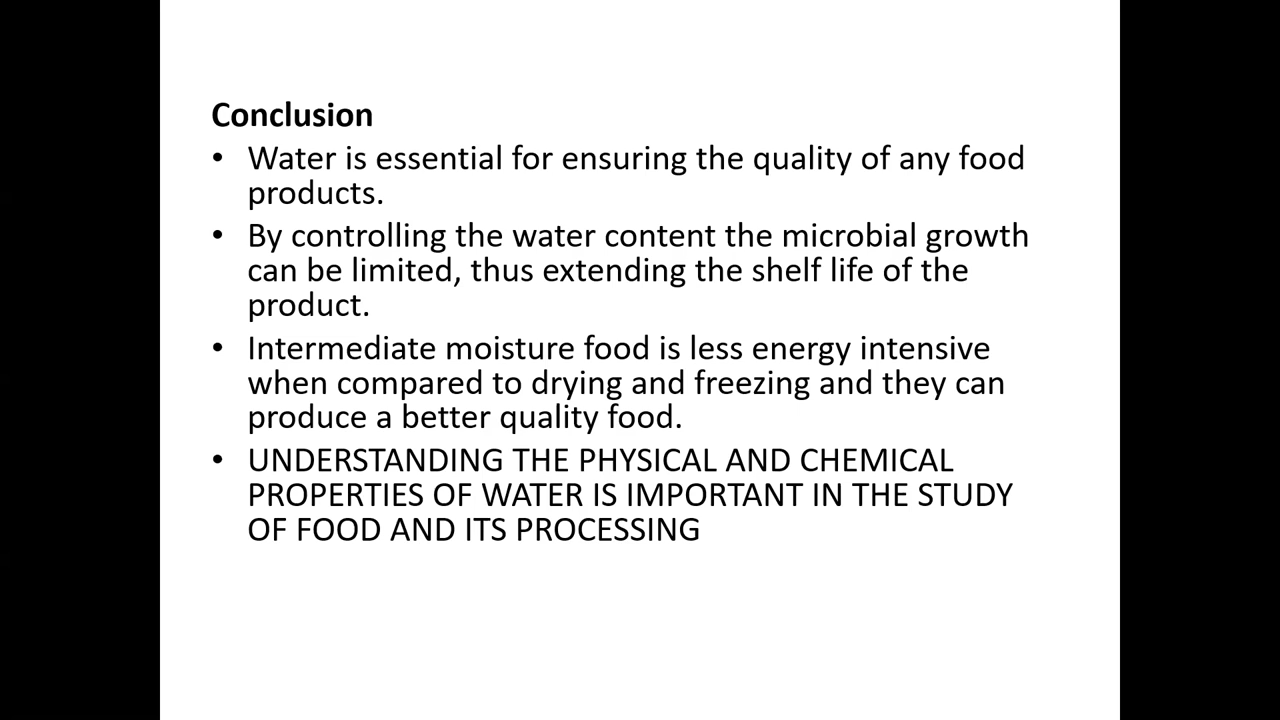 Conclusion
• Water is essential for ensuring the quality of any food
products.
• By controlling the water content the microbial growth
can be limited, thus extending the shelf life of the
product.
• Intermediate moisture food is less energy intensive
when compared to drying and freezing and they can
produce a better quality food.
• UNDERSTANDING THE PHYSICAL AND CHEMICAL
PROPERTIES OF WATER IS IMPORTANT IN THE STUDY
OF FOOD AND ITS PROCESSING